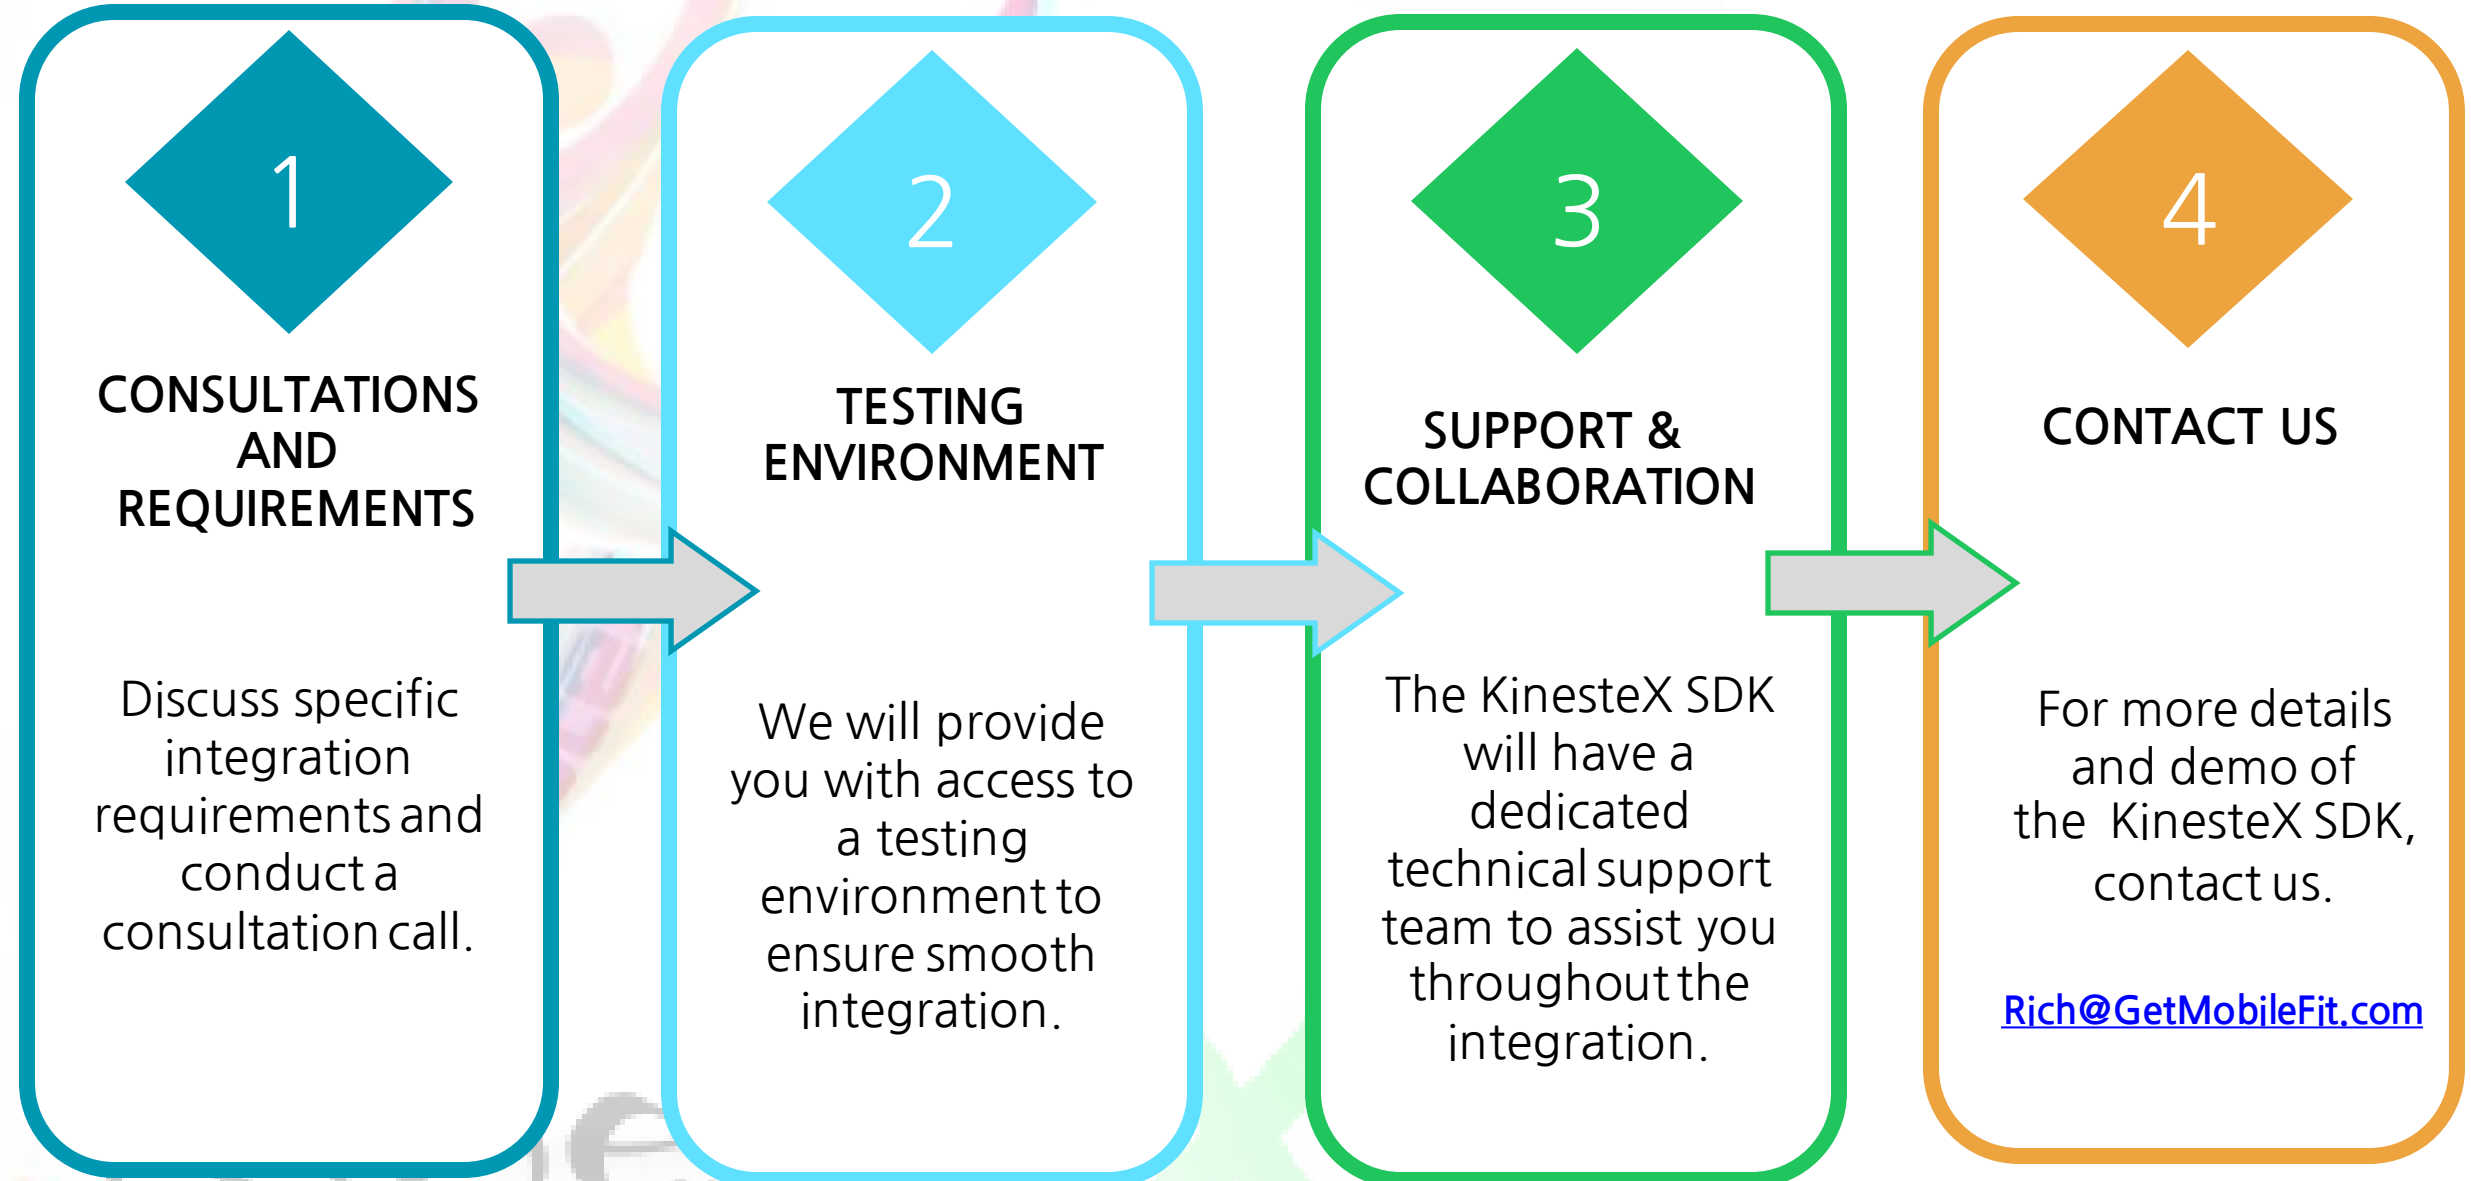 1
CONSULTATIONS
AND
REQUIREMENTS
Discuss specific
integration
requirements and
conduct a
consultation call.
2
TESTING
ENVIRONMENT
We will provide
you with access to
a testing
environment to
ensure smooth
integration.
3
SUPPORT &
COLLABORATION
The KinesteX SDK
will have a
dedicated
technical support
team to assist you
throughout the
integration.
4
CONTACT US
For more details
and demo of
the KinesteX SDK,
contact us.
Rich@GetMobileFit.com